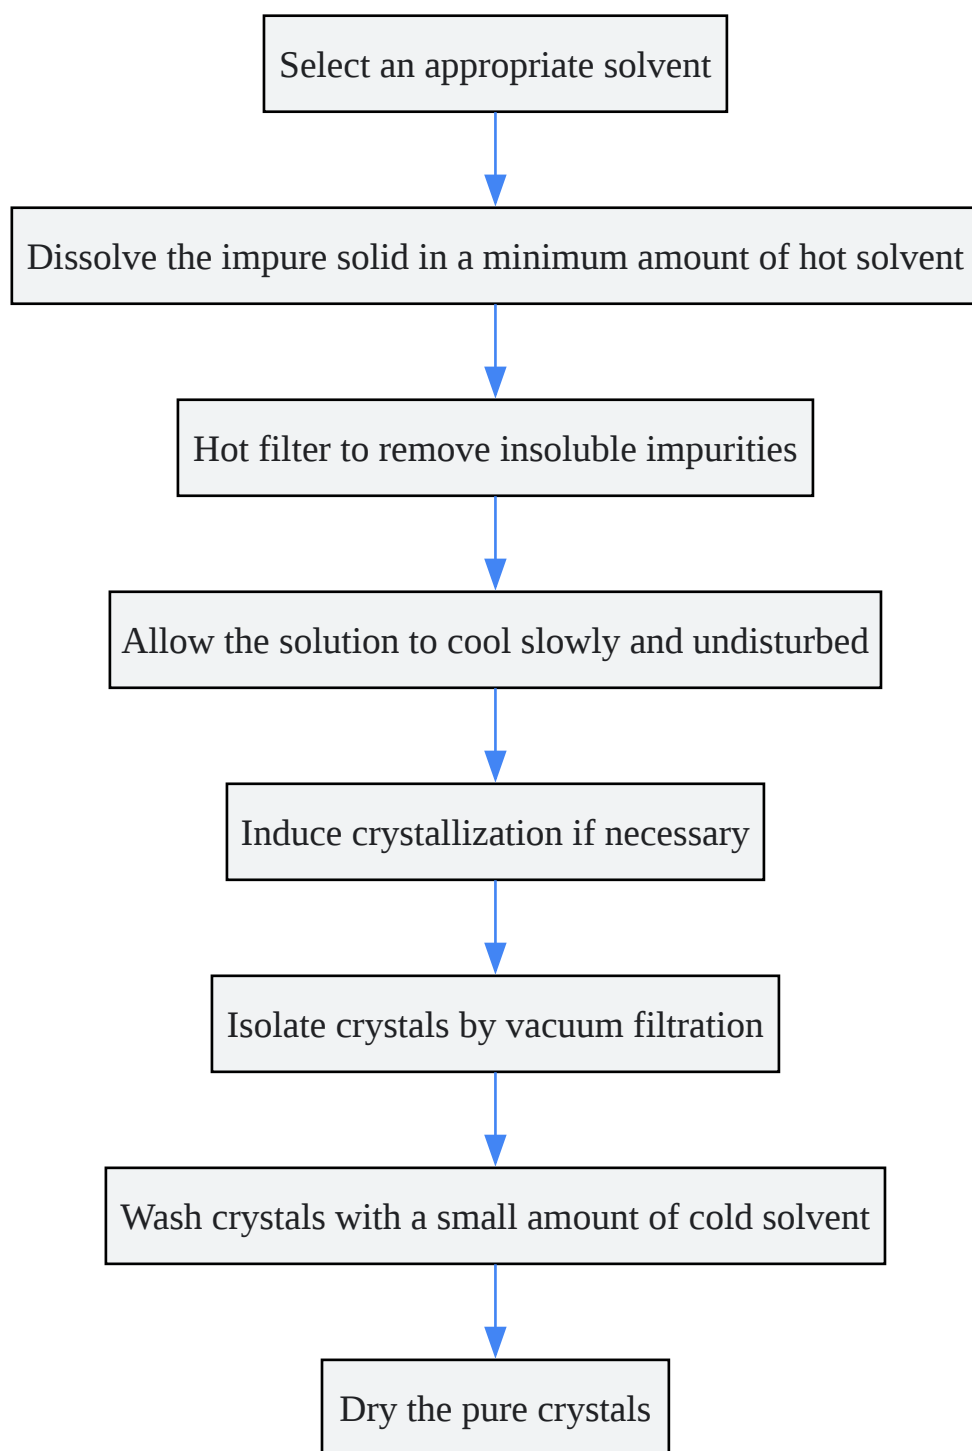 Select an appropriate solvent
Dissolve the impure solid in a minimum amount of hot solvent
Hot filter to remove insoluble impurities
Allow the solution to cool slowly and undisturbed
Induce crystallization if necessary
Isolate crystals by vacuum filtration
Wash crystals with a small amount of cold solvent
Dry the pure crystals